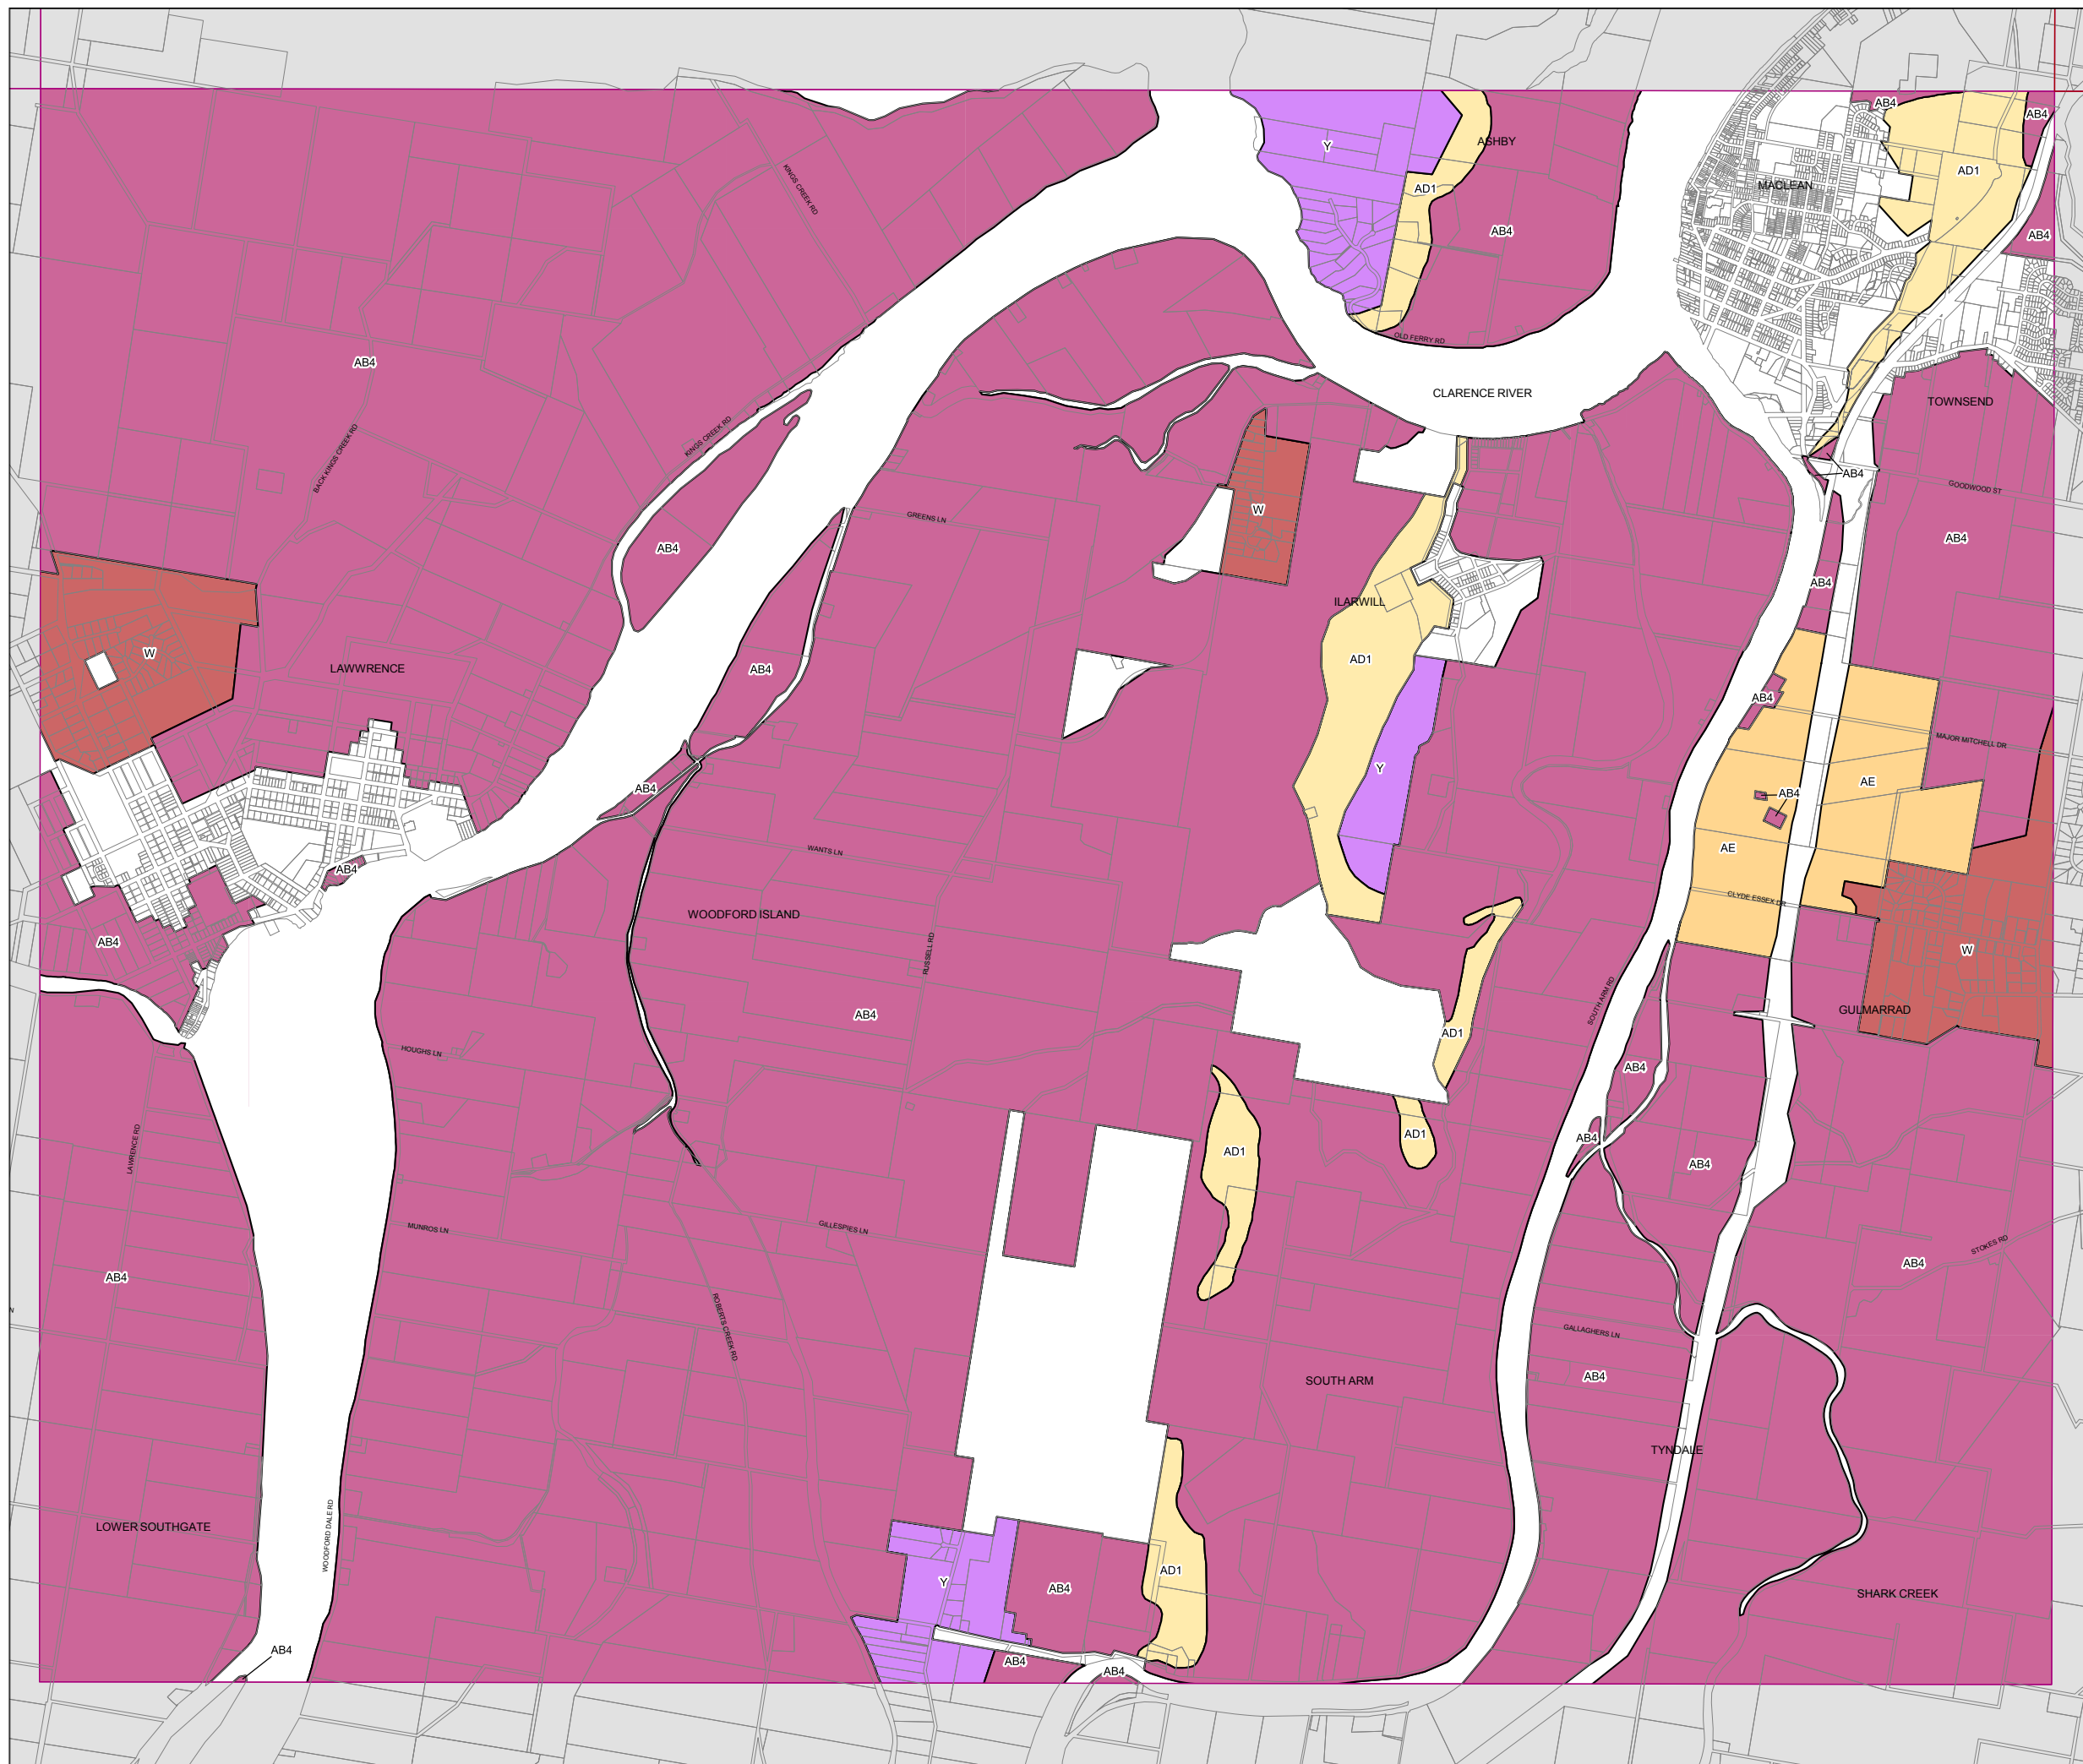 AB4
AB4
ASHBY
Y
AD1
MACLEAN
AD1
KINGS CREEK RD
AB4
AB4
OLD FERRY RD
AB4
CLARENCE RIVER
TOWNSEND
KINGS CREEK RD
BACK KINGS CREEK RD
AB4
GOODWOOD ST
W
GREENS LN
AB4
AB4
AB4
ILARWILL
W
AD1
LAWWRENCE
AB4
AB4
MAJOR MITCHELL DR
Y
AE
AB4
AB4
WANTS LN
AE
AB4
CLYDE ESSEX DR
WOODFORD ISLAND
AB4
RUSSELL RD
W
SOUTH ARM RD
GULMARRAD
AB4
AD1
HOUGHS LN
AB4
AD1
AB4
LAWRENCE RD
AD1
AB4
MUNROS LN
GILLESPIES LN
STOKES RD
AB4
AB4
ROBERTS CREEK RD
GALLAGHERS LN
SOUTH ARM
AB4
TYNDALE
LOWER SOUTHGATE
WOODFORD DALE RD
AD1
Y
AB4
SHARK CREEK
AB4
AB4
AB4
N